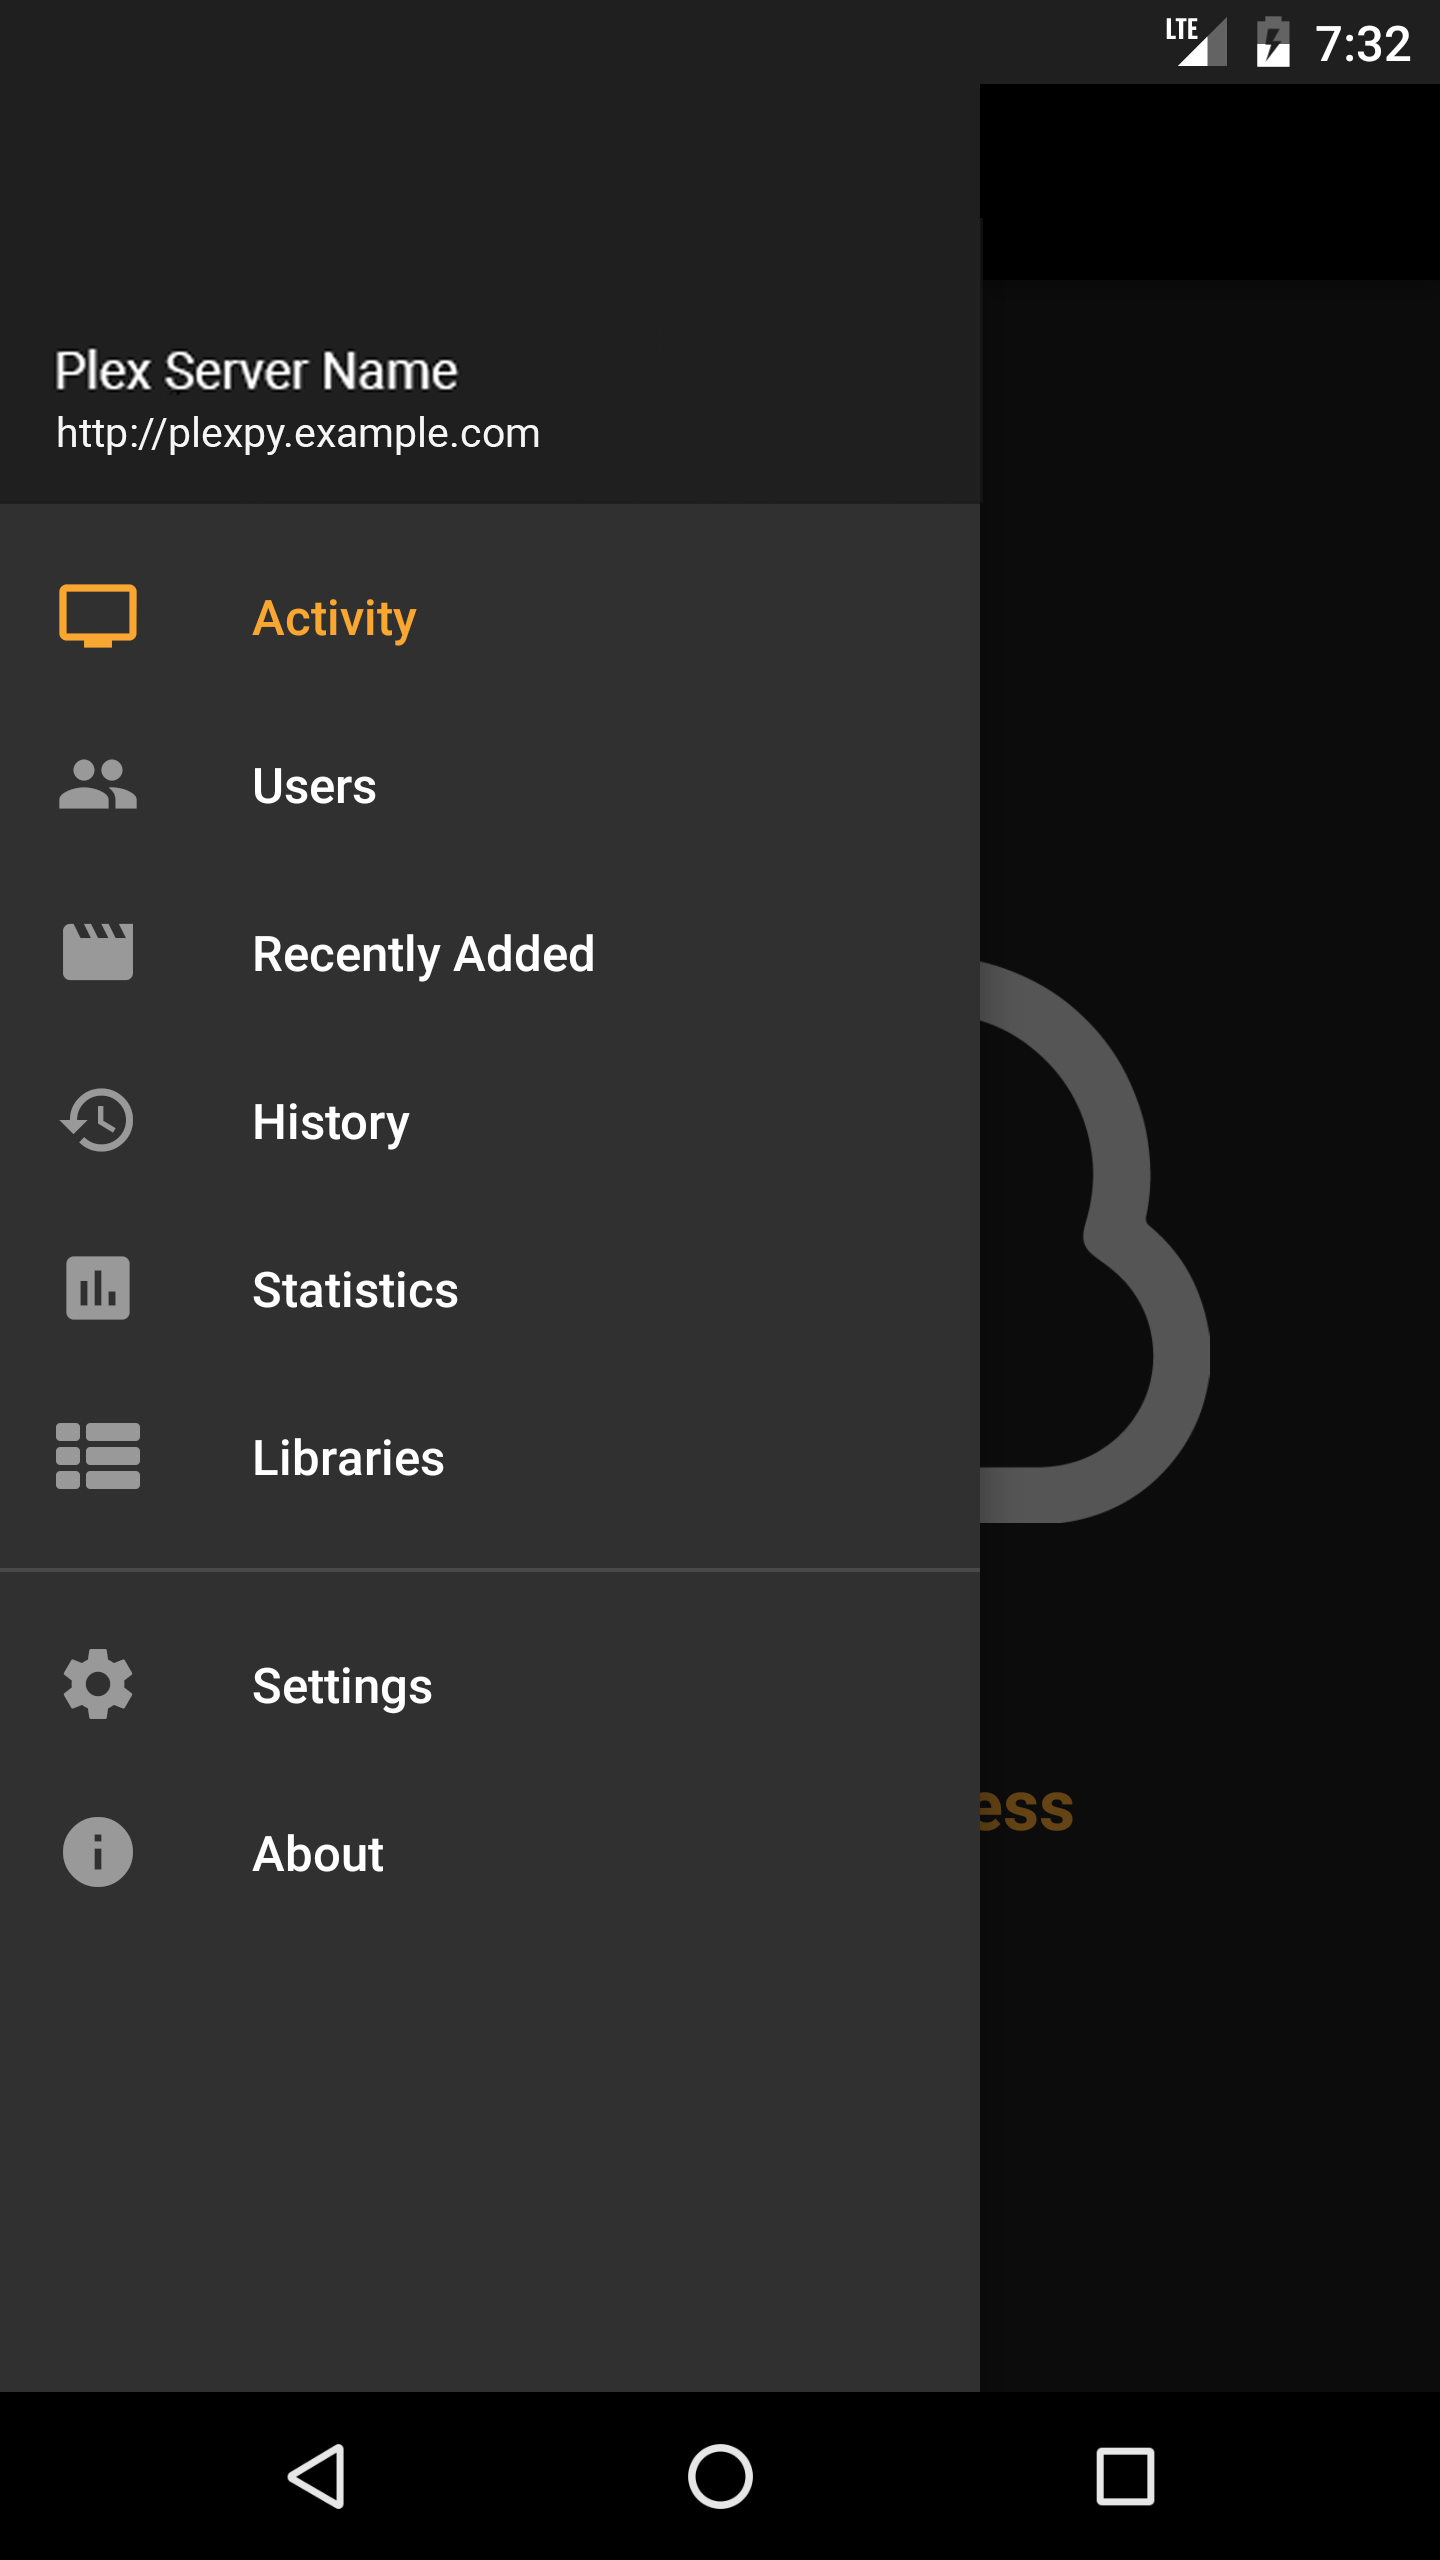 LTE 7:32
Plex Server Name
http://plexpy.example.com
Activity
Users
Recently Added
History
Statistics
Libraries
Settings
ess
About